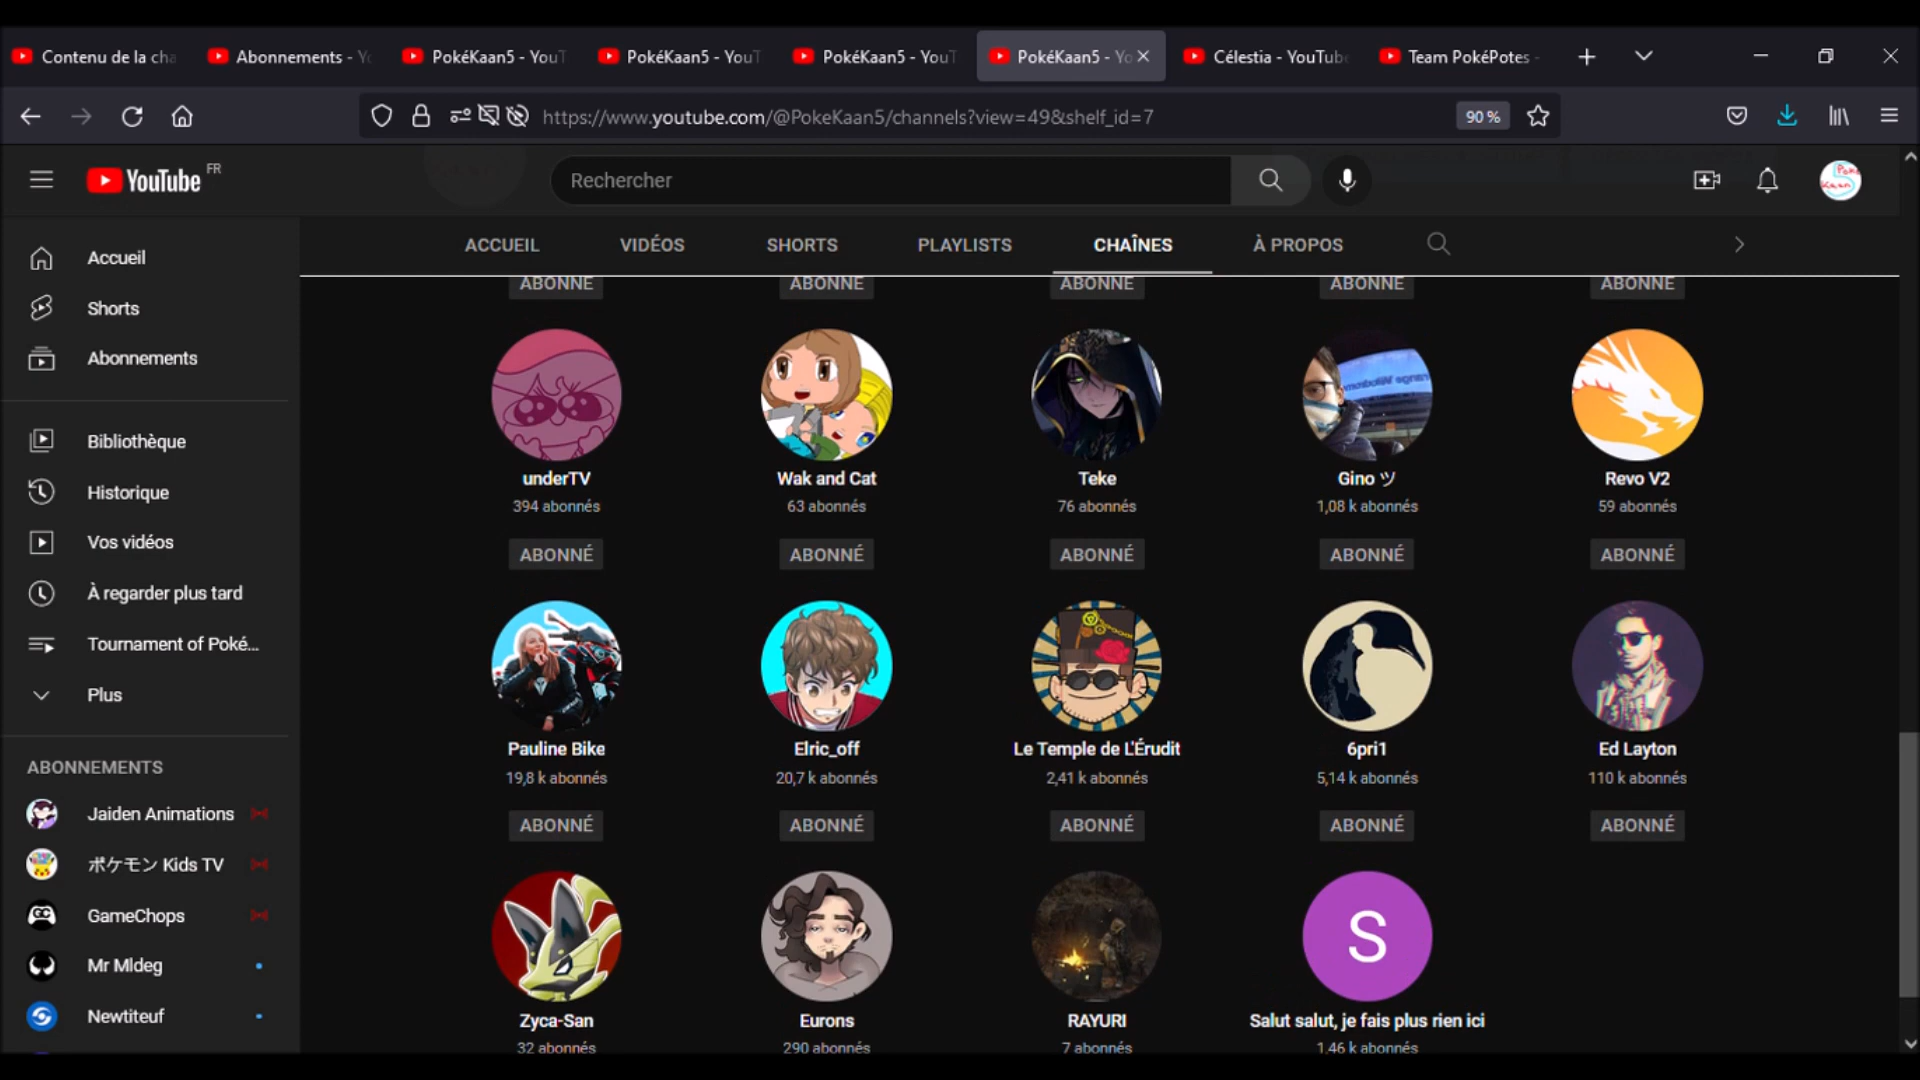 Contenu de la cha
Abonnements - Yo
PokéKaan5 - YouT
PokéKaan5 - YouT
PokéKaan5 - YouT
PokéKaan5 - Yo
Célestia - YouTube
Team PokéPotes -
https://www.youtube.com/@PokeKaan5/channels?view=49&shelf_id=7
90 %
YouTube FR
Rechercher
ACCUEIL VIDÉOS SHORTS PLAYLISTS CHAÎNES À PROPOS
Accueil
Shorts
Abonnements
Bibliothèque
Historique
Vos vidéos
À regarder plus tard
Tournament of Poké...
Plus
ABONNEMENTS
Jaiden Animations
ポケモン Kids TV
GameChops
Mr Mldeg
Newtiteuf
ABONNÉ ABONNÉ ABONNÉ ABONNÉ ABONNÉ
underTV Wak and Cat Teke Gino ツ Revo V2
394 abonnés 63 abonnés 76 abonnés 1,08 k abonnés 59 abonnés
ABONNÉ ABONNÉ ABONNÉ ABONNÉ ABONNÉ
Pauline Bike Elric_off Le Temple de L'Érudit 6pri1 Ed Layton
19,8 k abonnés 20,7 k abonnés 2,41 k abonnés 5,14 k abonnés 110 k abonnés
ABONNÉ ABONNÉ ABONNÉ ABONNÉ ABONNÉ
S
Zyca-San Eurons RAYURI Salut salut, je fais plus rien ici
32 abonnés 290 abonnés 7 abonnés 1,46 k abonnés